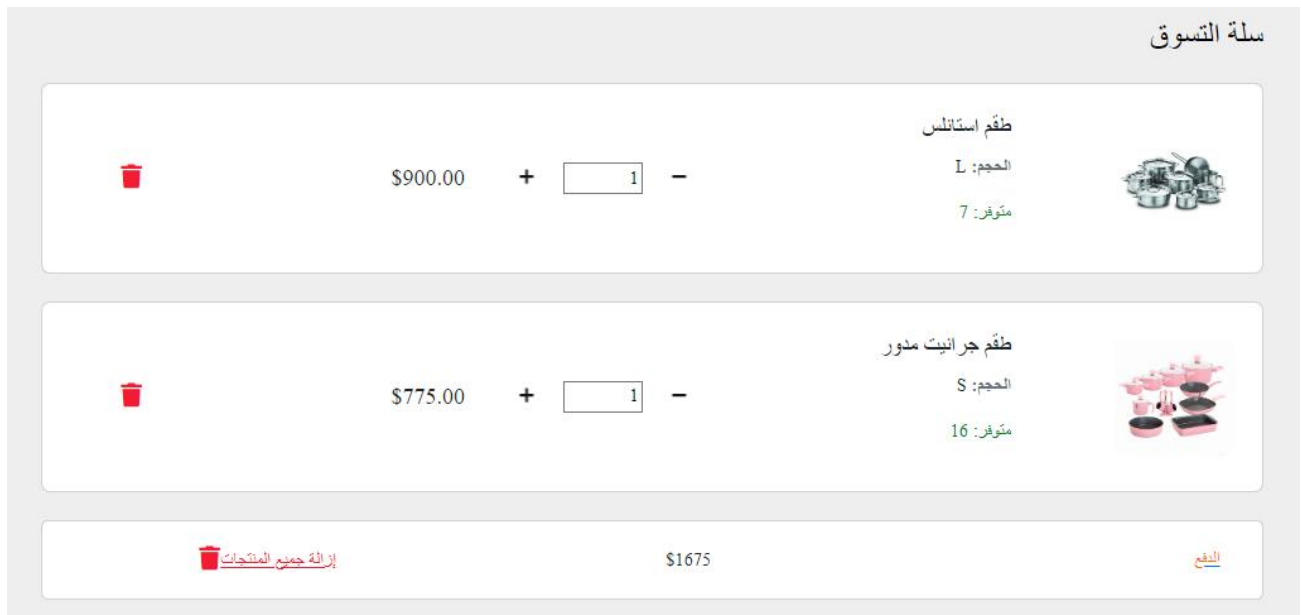 سلة التسوق
طقم استانلس
الحجم: L
متوفر: 7
− 1 + $900.00
طقم جرانيت مدور
الحجم: S
متوفر: 16
− 1 + $775.00
الدفع $1675 إزالة جميع المنتجات